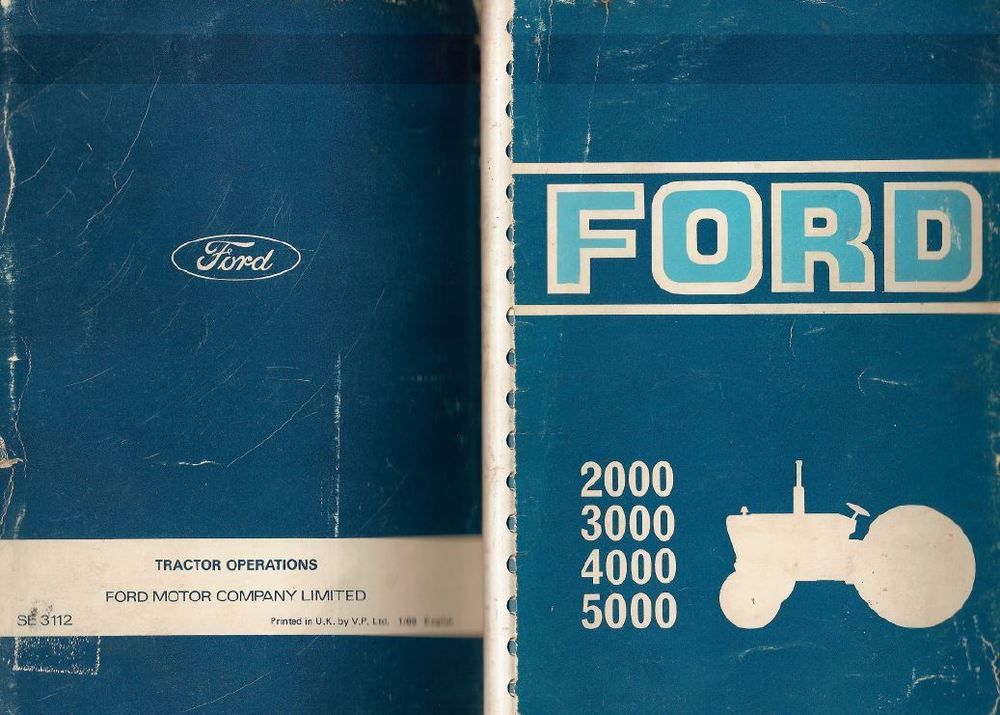 Ford
TRACTOR OPERATIONS
FORD MOTOR COMPANY LIMITED
SE 3112
Printed in U.K. by V.P. Ltd. English
FORD
2000
3000
4000
5000